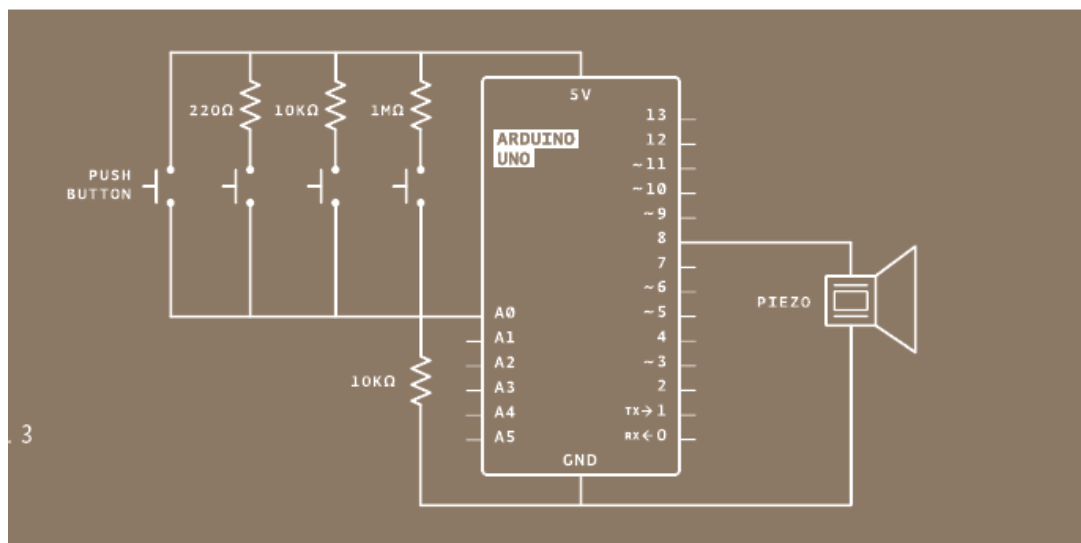 5V
220Ω
10KΩ
1MΩ
ARDUINO
UNO
PUSH
BUTTON
13
12
~11
~10
~9
8
7
~6
~5
4
~3
2
TX→1
RX←0
A0
A1
A2
A3
A4
A5
10KΩ
PIEZO
GND
. 3